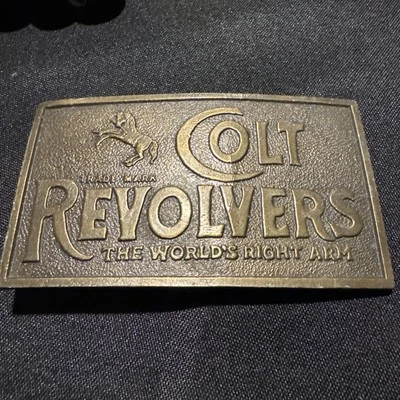 COLT
TRADE MARK
REVOLVERS
THE WORLD'S RIGHT ARM